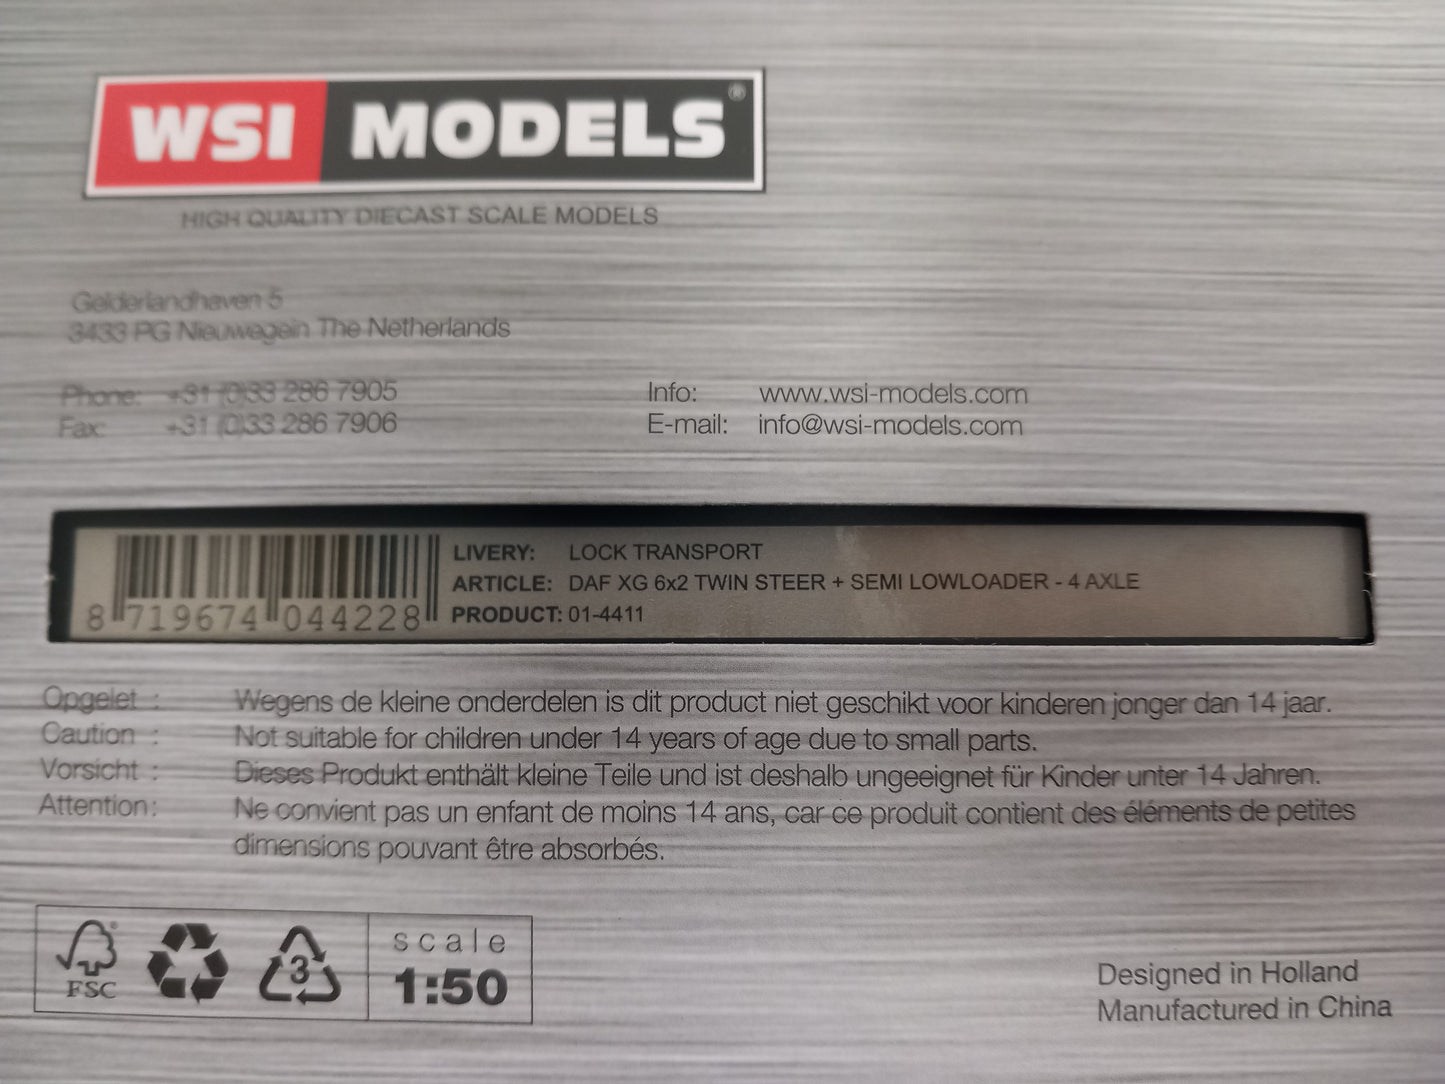 WSI MODELS®
HIGH QUALITY DIECAST SCALE MODELS
Gelderlandhaven 5
3433 PG Nieuwegein The Netherlands
Phone: +31 (0)33 286 7905
Fax: +31 (0)33 286 7906
Info: www.wsi-models.com
E-mail: info@wsi-models.com
LIVERY: LOCK TRANSPORT
ARTICLE: DAF XG 6x2 TWIN STEER + SEMI LOWLOADER - 4 AXLE
PRODUCT: 01-4411
8 719674 044228
Opgelet : Wegens de kleine onderdelen is dit product niet geschikt voor kinderen jonger dan 14 jaar.
Caution : Not suitable for children under 14 years of age due to small parts.
Vorsicht : Dieses Produkt enthält kleine Teile und ist deshalb ungeeignet für Kinder unter 14 Jahren.
Attention: Ne convient pas un enfant de moins 14 ans, car ce produit contient des éléments de petites
dimensions pouvant être absorbés.
FSC
3
scale
1:50
Designed in Holland
Manufactured in China